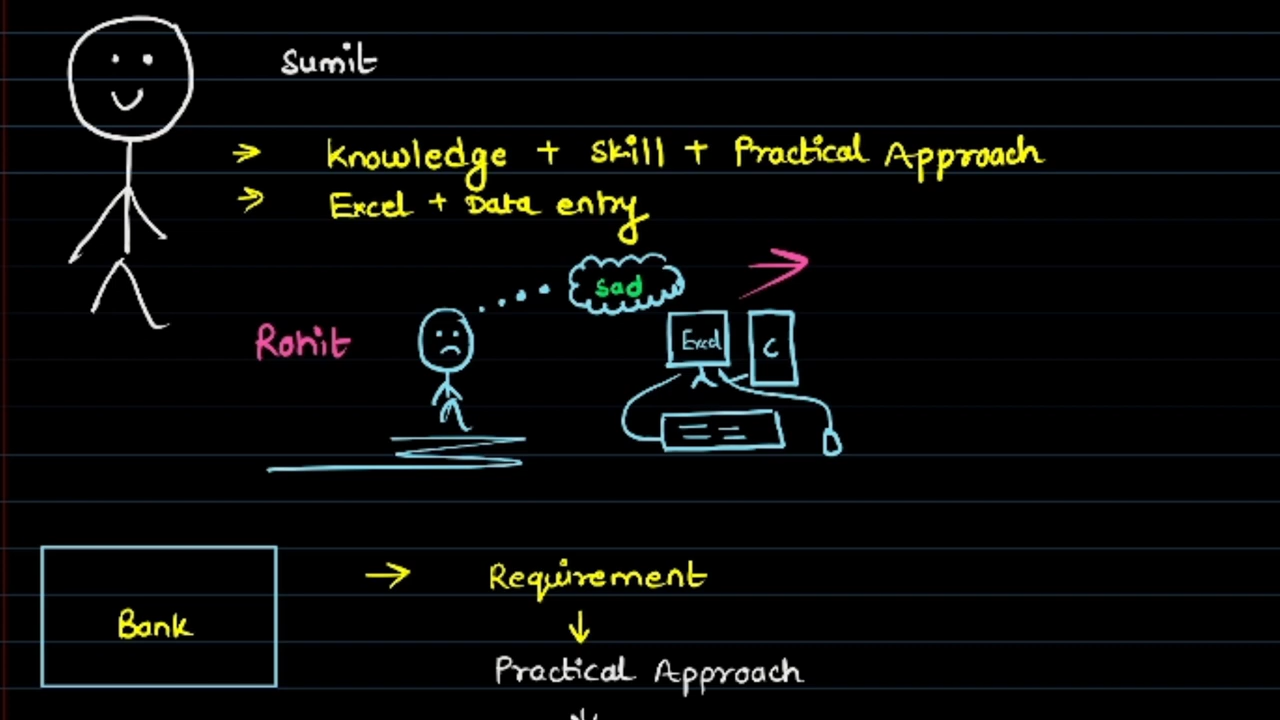 Sumit
→ Knowledge + Skill + Practical Approach
→ Excel + Data entry
sad
Rohit
Excel
C
Bank
→ Requirement
↓
Practical Approach